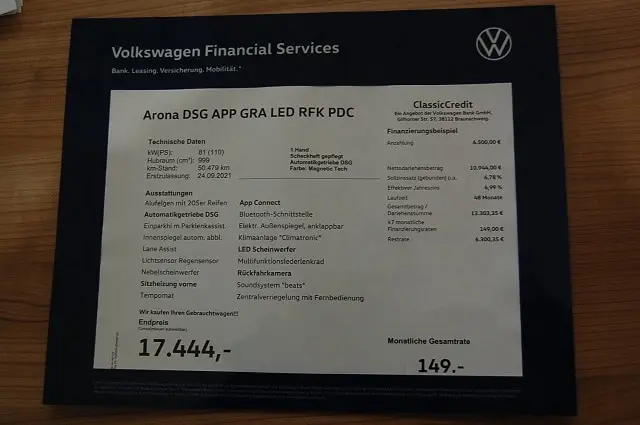 Volkswagen Financial Services
Bank. Leasing. Versicherung. Mobilität.*
Arona DSG APP GRA LED RFK PDC
ClassicCredit
Ein Angebot der Volkswagen Bank GmbH,
Gifhorner Str. 57, 38112 Braunschweig
Finanzierungsbeispiel
Anzahlung 6.500,00 €
Nettodarlehensbetrag 10.944,00 €
Sollzinssatz (gebunden) p.a. 6,78 %
Effektiver Jahreszins 6,99 %
Laufzeit 48 Monate
Gesamtbetrag /
Darlehenssumme 13.303,35 €
47 monatliche
Finanzierungsraten 149,00 €
Restrate 6.300,35 €
Technische Daten
kW(PS): 81 (110)
Hubraum (cm³): 999
km-Stand: 50.479 km
Erstzulassung: 24.09.2021
1.Hand
Scheckheft gepflegt
Automatikgetriebe DSG
Farbe: Magnetic Tech
Ausstattungen
Alufelgen mit 205er Reifen App Connect
Automatikgetriebe DSG Bluetooth-Schnittstelle
Einparkhi m.Parklenkassist. Elektr. Außenspiegel, anklappbar
Innenspiegel autom. abbl. Klimaanlage "Climatronic"
Lane Assist LED Scheinwerfer
Lichtsensor Regensensor Multifunktionslederlenkrad
Nebelscheinwerfer Rückfahrkamera
Sitzheizung vorne Soundsystem "beats"
Tempomat Zentralverriegelung mit Fernbedienung
Wir kaufen Ihren Gebrauchtwagen!!!
Endpreis
17.444,-
Monatliche Gesamtrate
149.-